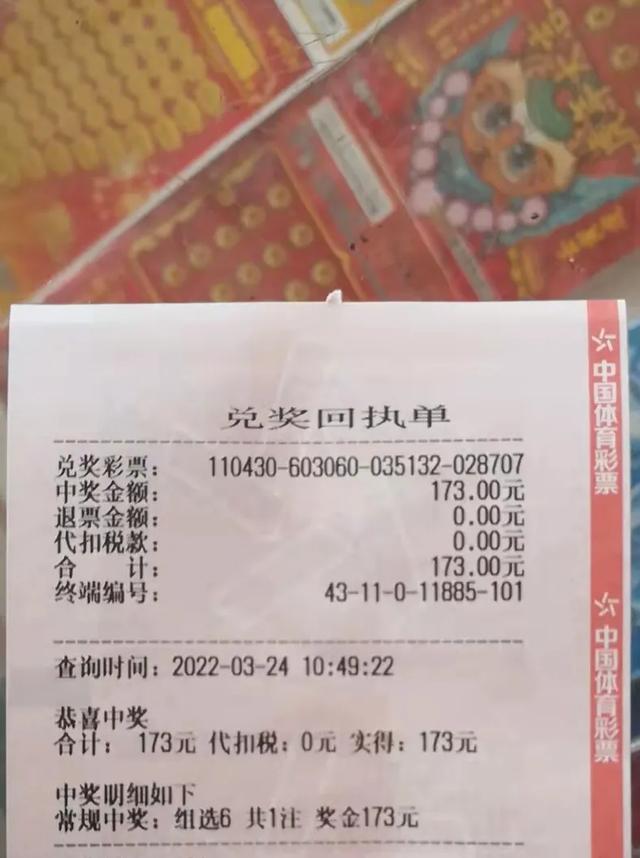 兑奖回执单
兑奖彩票： 110430-603060-035132-028707
中奖金额： 173.00元
退票金额： 0.00元
代扣税款： 0.00元
合 计： 173.00元
终端编号： 43-11-0-11885-101
查询时间：2022-03-24 10:49:22
恭喜中奖
合计： 173元 代扣税：0元 实得：173元
中奖明细如下
常规中奖：组选6 共1注 奖金173元
中国体育彩票
中国体育彩票